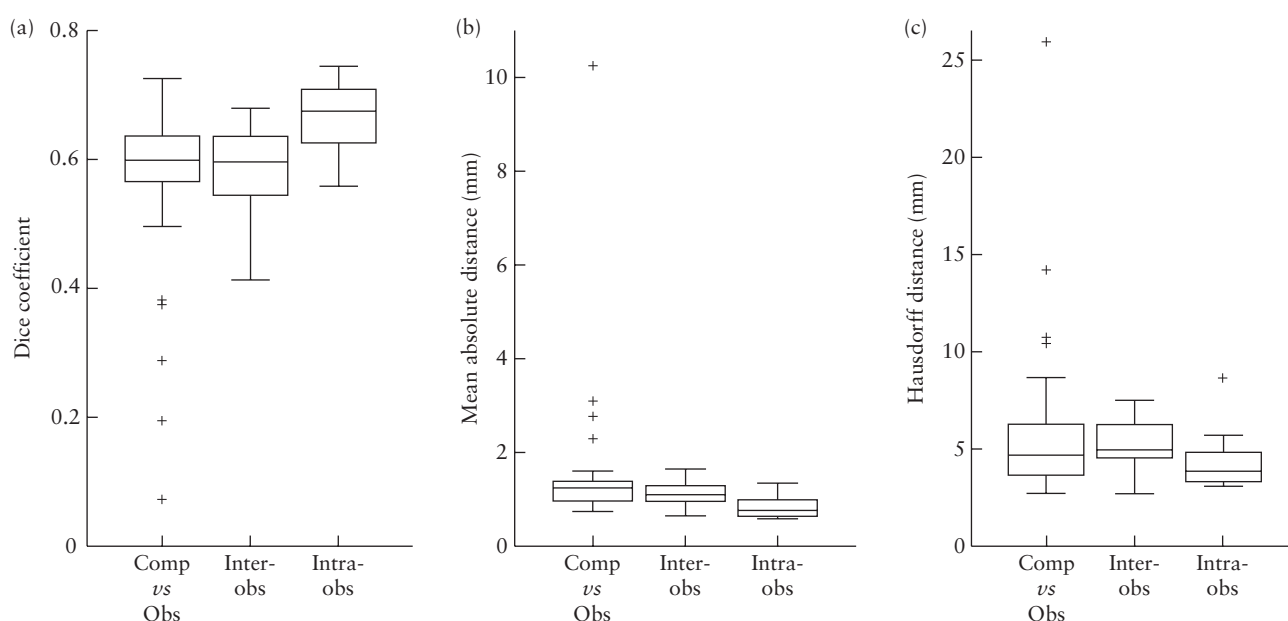 (a)
0.8
0.6
0.4
0.2
0
Dice coefficient
Comp
vs
Obs
Inter-
obs
Intra-
obs
(b)
10
8
6
4
2
0
Mean absolute distance (mm)
Comp
vs
Obs
Inter-
obs
Intra-
obs
(c)
25
20
15
10
5
0
Hausdorff distance (mm)
Comp
vs
Obs
Inter-
obs
Intra-
obs